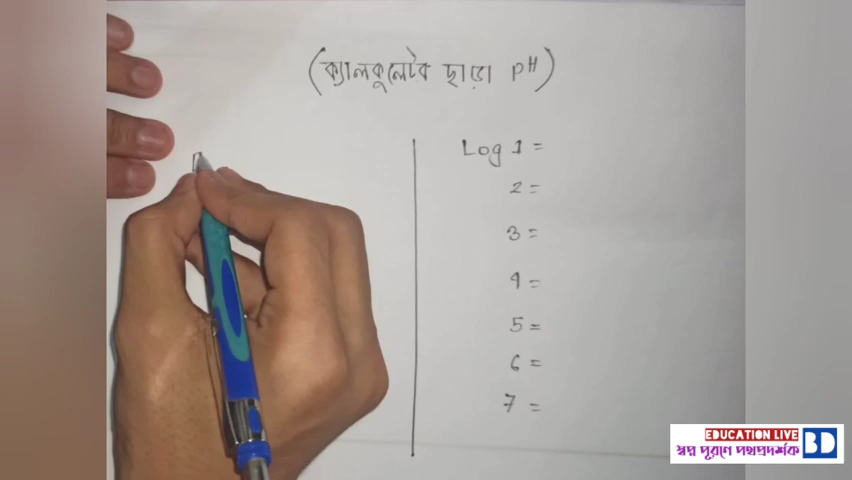 (ক্যালকুলেটর ছাড়া pH)
Log 1 =
2 =
3 =
4 =
5 =
6 =
7 =
EDUCATION LIVE
স্বপ্ন পূরণে পথপ্রদর্শক
BD